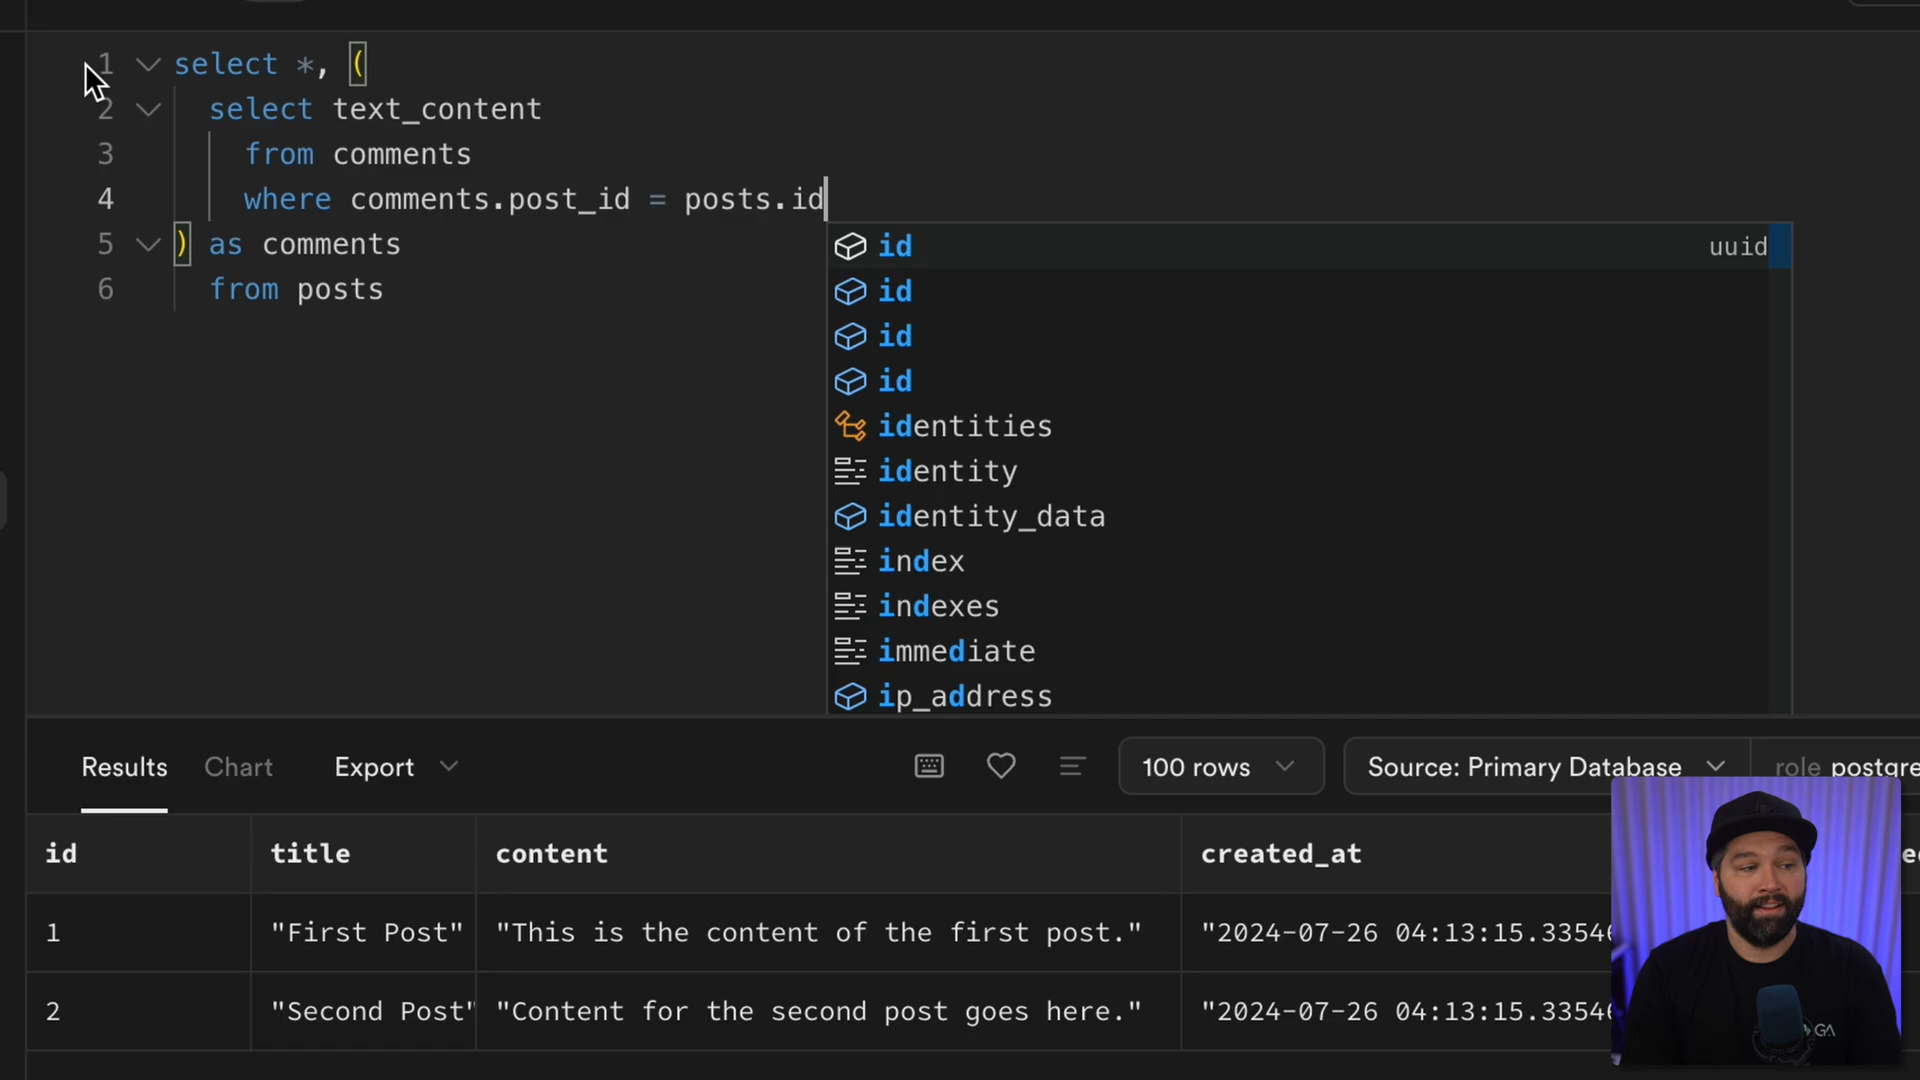 1 select *, (
2 select text_content
3 from comments
4 where comments.post_id = posts.id
5 ) as comments
6 from posts
id uuid
id
id
id
identities
identity
identity_data
index
indexes
immediate
ip_address
Results Chart Export 100 rows Source: Primary Database role postgre
id title content created_at
1 "First Post" "This is the content of the first post." "2024-07-26 04:13:15.3354
2 "Second Post" "Content for the second post goes here." "2024-07-26 04:13:15.3354
GA